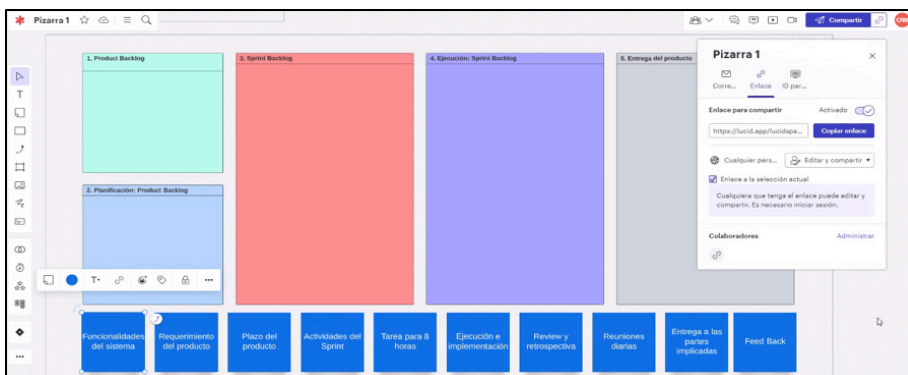 Pizarra 1
Compartir
OW
1. Product Backlog
3. Sprint Backlog
4. Ejecución: Sprint Backlog
5. Entrega del producto
2. Planificación: Product Backlog
T
T
Pizarra 1
Corre... Enlace ID par...
Enlace para compartir Activado
https://lucid.app/lucidspa... Copiar enlace
Cualquier pers... Editar y compartir
Enlace a la selección actual
Cualquiera que tenga el enlace puede editar y
compartir. Es necesario iniciar sesión.
Colaboradores Administrar
Funcionalidades
del sistema
Requerimiento
del producto
Plazo del
producto
Actividades del
Sprint
Tarea para 8
horas
Ejecución e
implementación
Review y
retrospectiva
Reuniones
diarias
Entrega a las
partes
implicadas
Feed Back